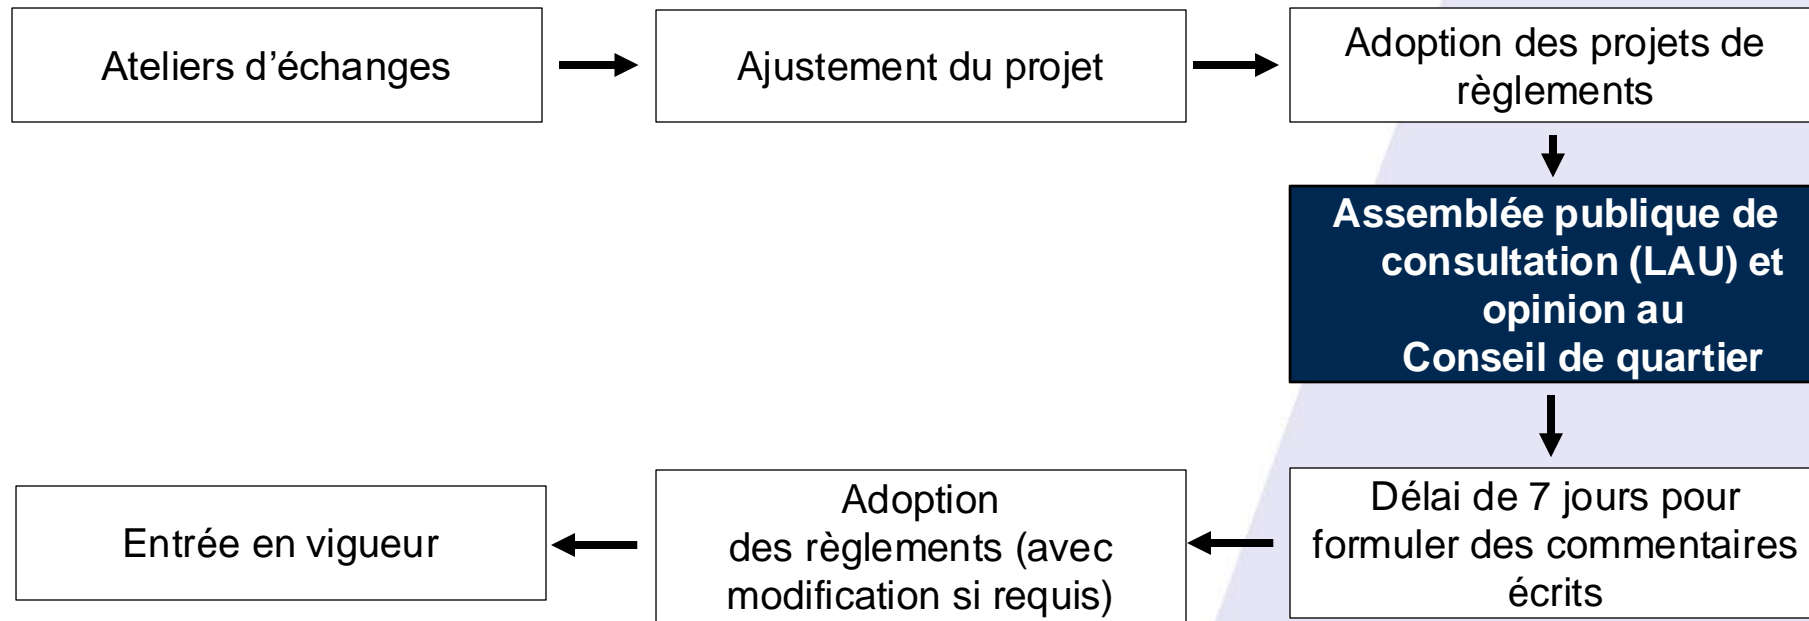 Ateliers d’échanges
Ajustement du projet
Adoption des projets de
règlements
Assemblée publique de
consultation (LAU) et
opinion au
Conseil de quartier
Délai de 7 jours pour
formuler des commentaires
écrits
Adoption
des règlements (avec
modification si requis)
Entrée en vigueur